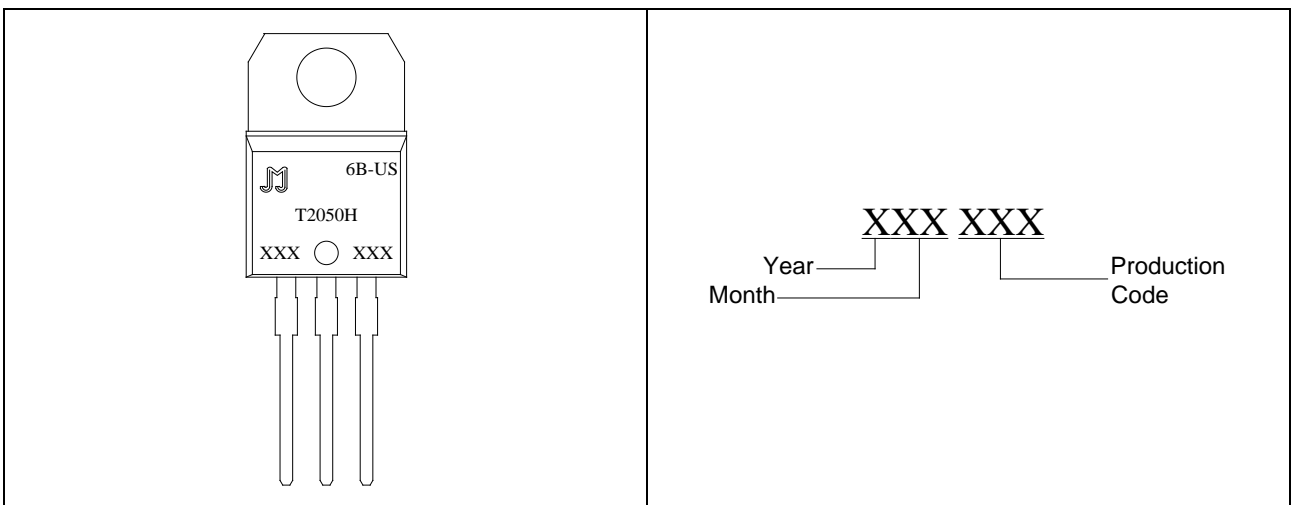 6B-US
T2050H
XXX XXX
XXX XXX
Year
Month
Production
Code